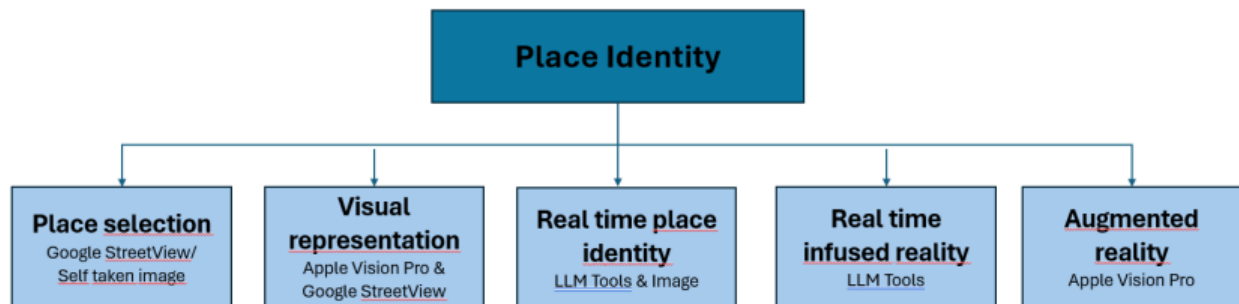 Place Identity
Place selection
Google StreetView/
Self taken image
Visual
representation
Apple Vision Pro &
Google StreetView
Real time place
identity
LLM Tools & Image
Real time
infused reality
LLM Tools
Augmented
reality
Apple Vision Pro